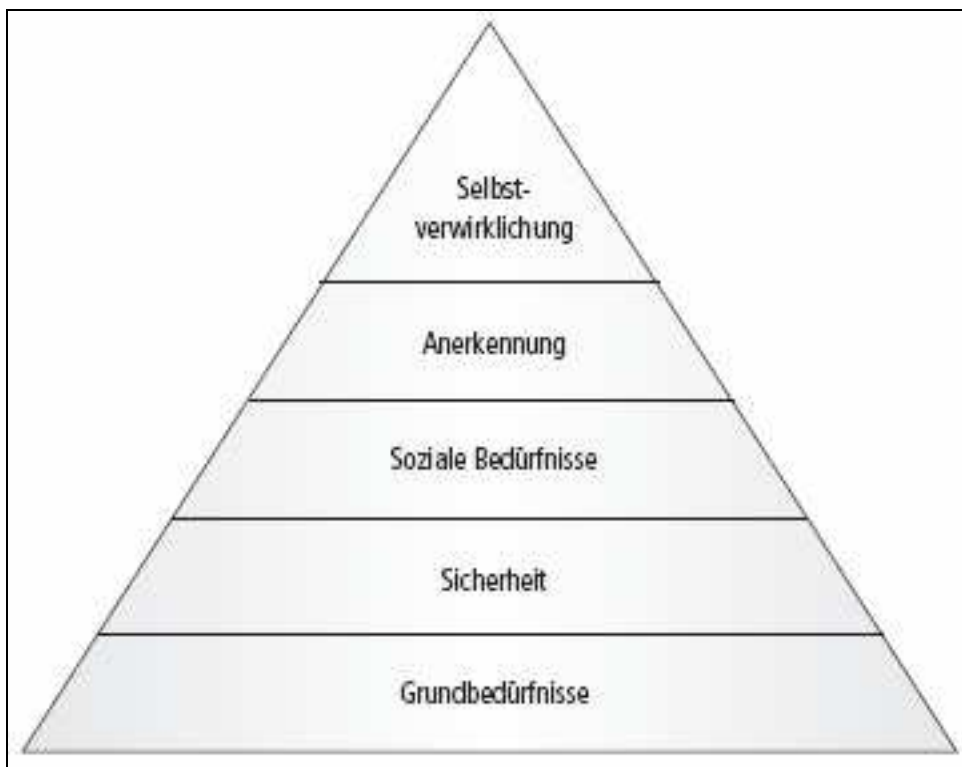 Selbst-
verwirklichung
Anerkennung
Soziale Bedürfnisse
Sicherheit
Grundbedürfnisse